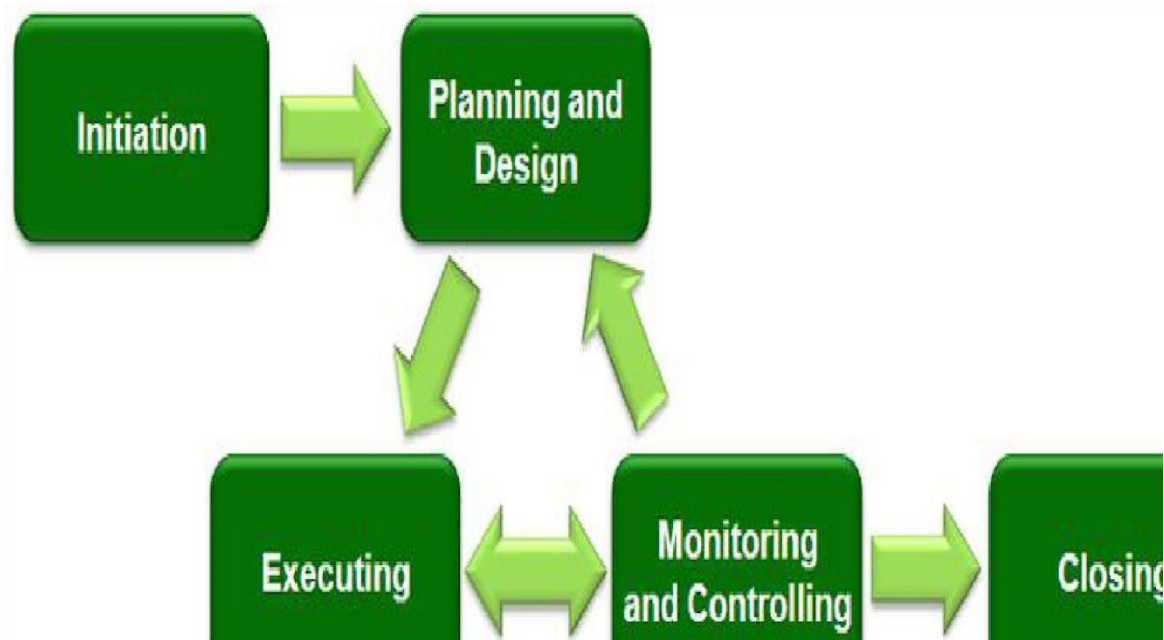 Initiation
Planning and
Design
Executing
Monitoring
and Controlling
Closing